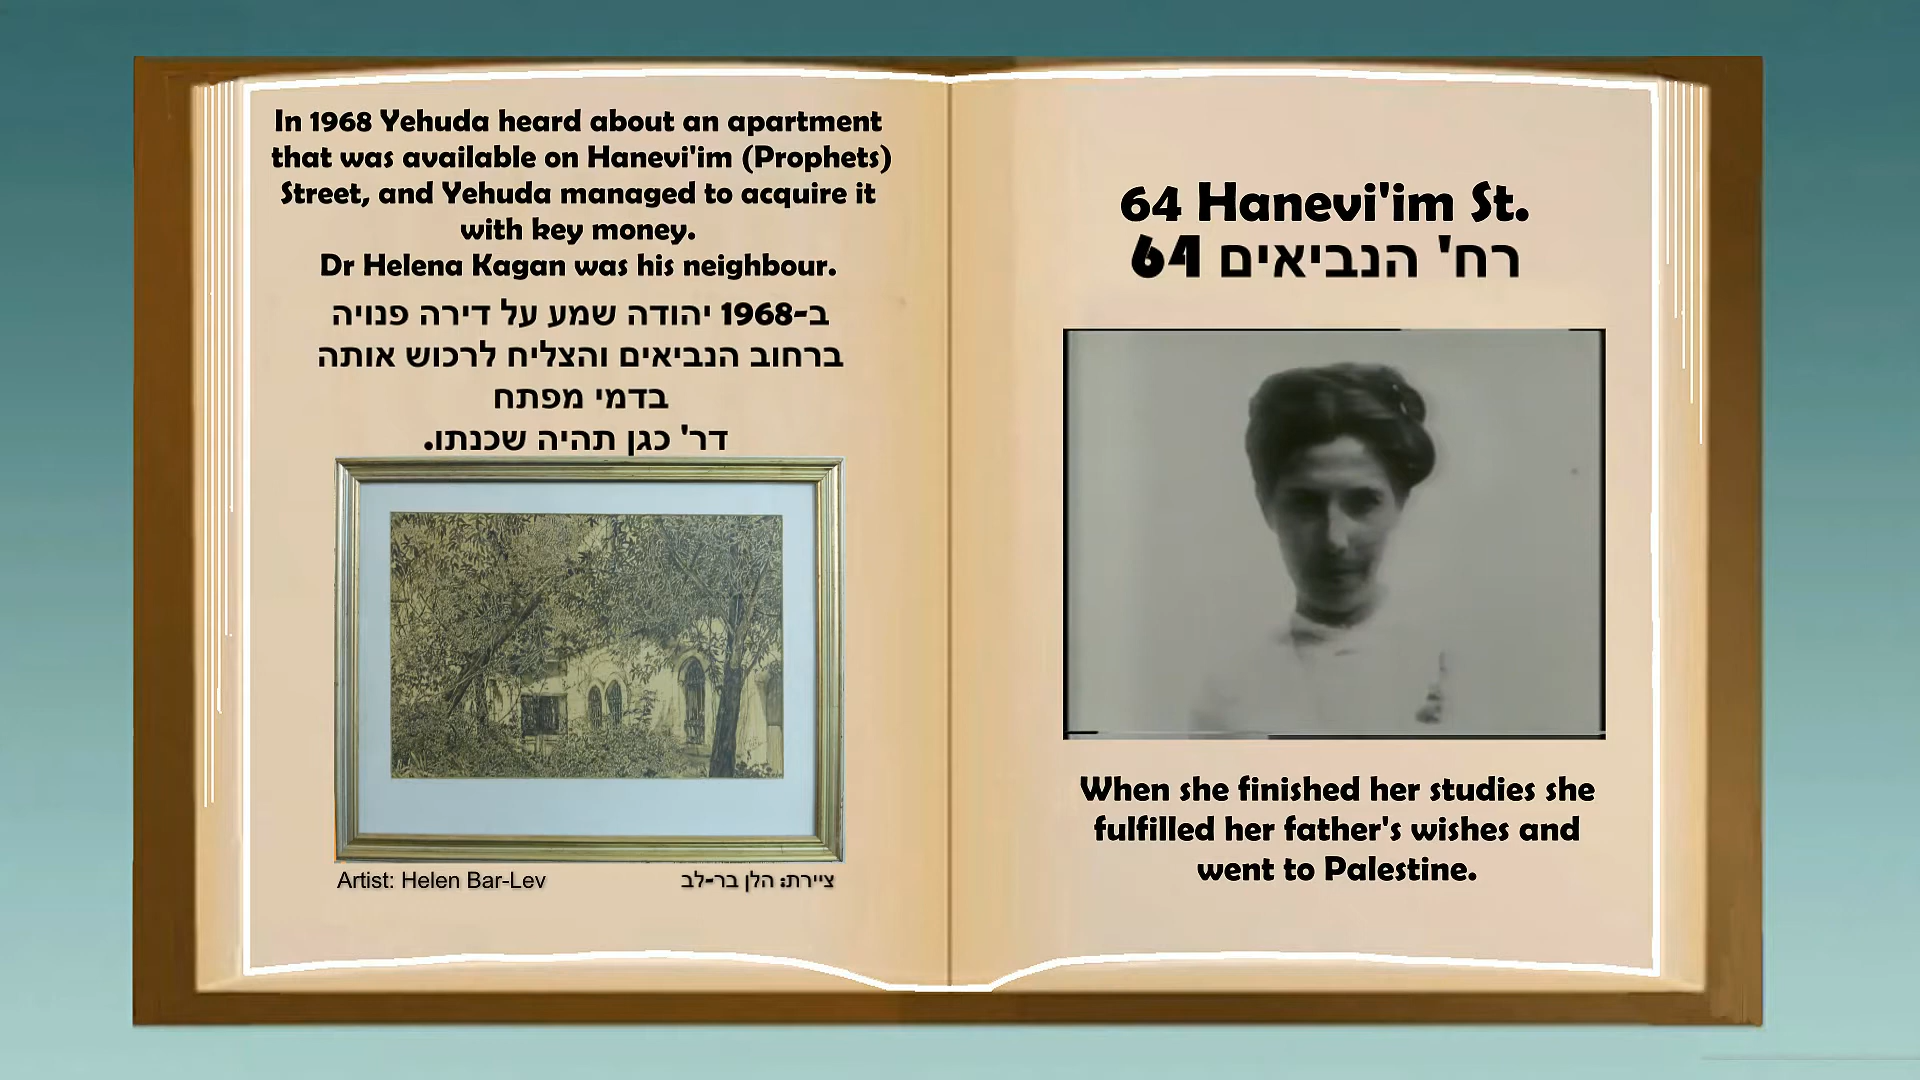 In 1968 Yehuda heard about an apartment
that was available on Hanevi'im (Prophets)
Street, and Yehuda managed to acquire it
with key money.
Dr Helena Kagan was his neighbour.
ב-1968 יהודה שמע על דירה פנויה
ברחוב הנביאים והצליח לרכוש אותה
בדמי מפתח
דר' כגן תהיה שכנתו.
Artist: Helen Bar-Lev
ציירת: הלן בר-לב
64 Hanevi'im St.
רח' הנביאים 64
When she finished her studies she
fulfilled her father's wishes and
went to Palestine.